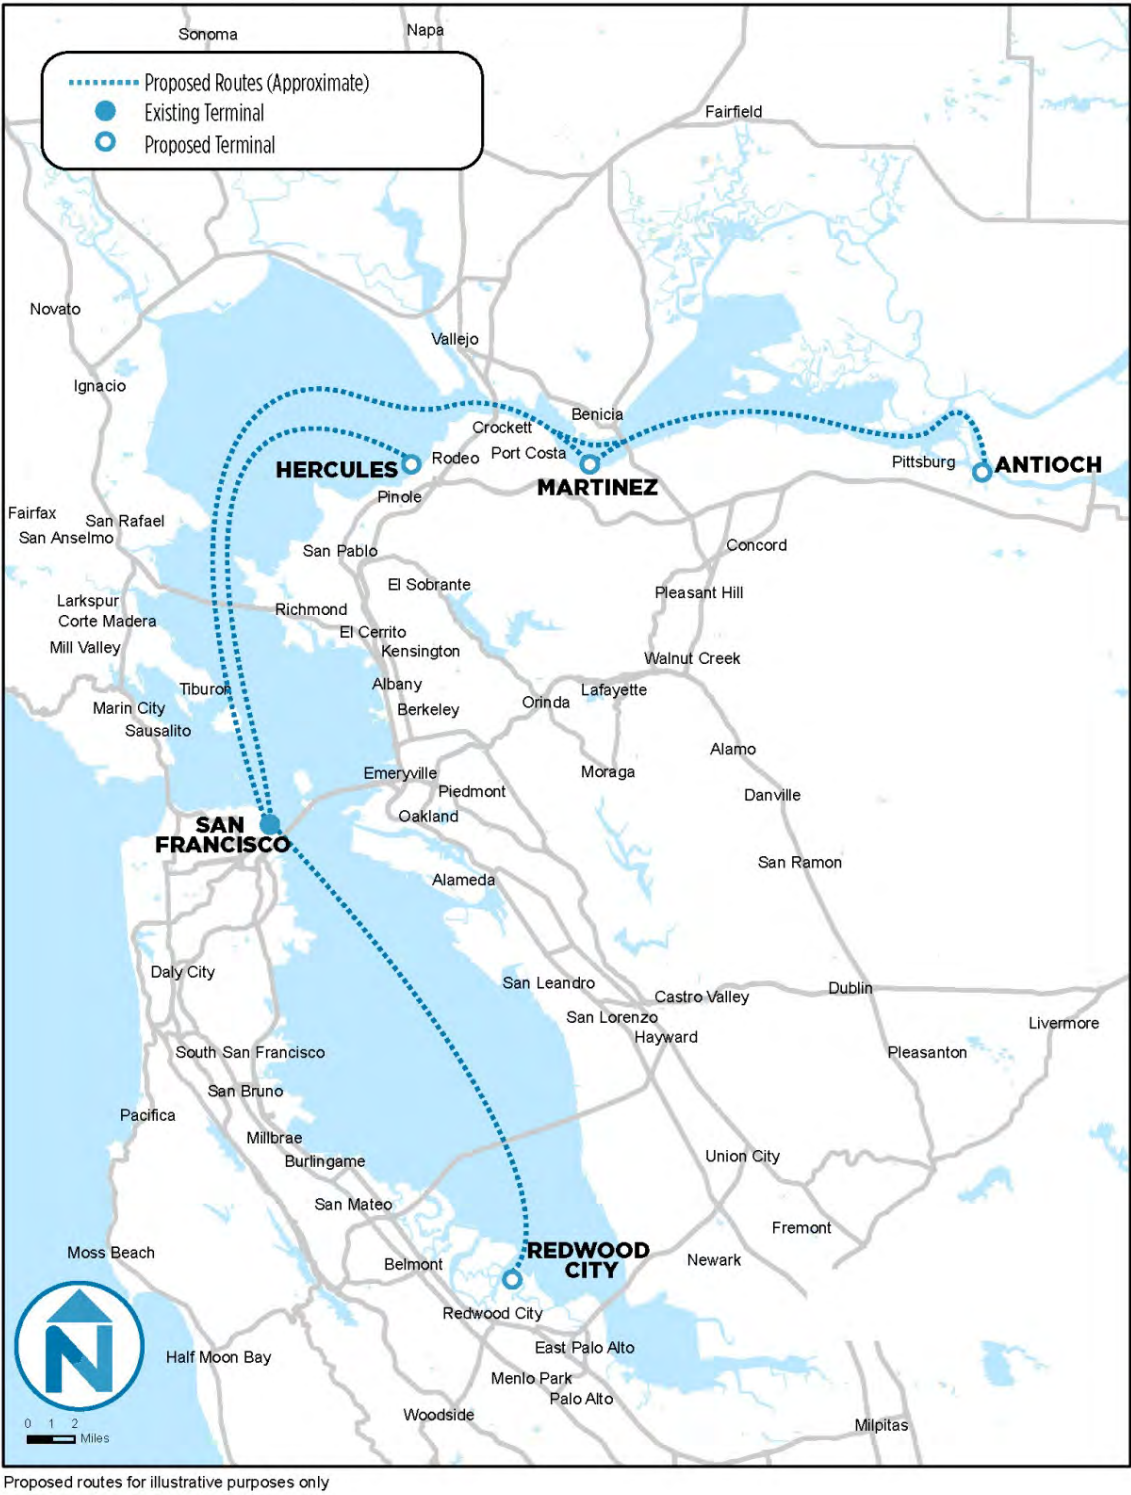 Sonoma
Napa
Proposed Routes (Approximate)
Existing Terminal
Proposed Terminal
Fairfield
Novato
Vallejo
Ignacio
Benicia
Crockett
Port Costa
Rodeo
HERCULES
Pittsburg
ANTIOCH
MARTINEZ
Pinole
Fairfax
San Rafael
San Anselmo
San Pablo
Concord
El Sobrante
Pleasant Hill
Larkspur
Richmond
Corte Madera
El Cerrito
Mill Valley
Kensington
Walnut Creek
Tiburon
Albany
Lafayette
Orinda
Marin City
Berkeley
Sausalito
Alamo
Emeryville
Moraga
Piedmont
Danville
Oakland
SAN
FRANCISCO
San Ramon
Alameda
Daly City
San Leandro
Dublin
Castro Valley
San Lorenzo
Livermore
Hayward
South San Francisco
Pleasanton
San Bruno
Pacifica
Millbrae
Union City
Burlingame
San Mateo
Fremont
Moss Beach
REDWOOD
CITY
Belmont
Newark
Redwood City
East Palo Alto
N
Half Moon Bay
Menlo Park
Palo Alto
Woodside
0 1 2
Miles
Milpitas
Proposed routes for illustrative purposes only